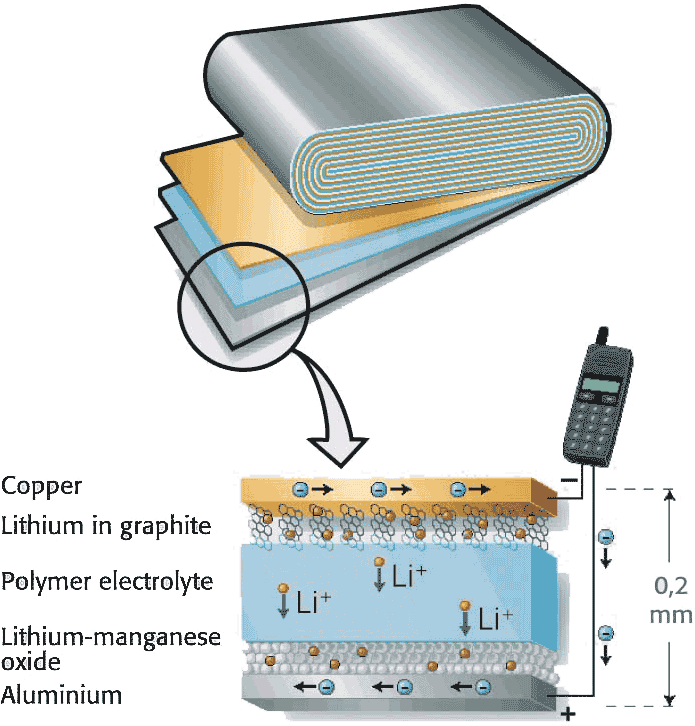 Copper
Lithium in graphite
Polymer electrolyte
Lithium-manganese
oxide
Aluminium
Li⁺
Li⁺
Li⁺
−
+
0,2
mm
−
−
−
−
−
−
−
−